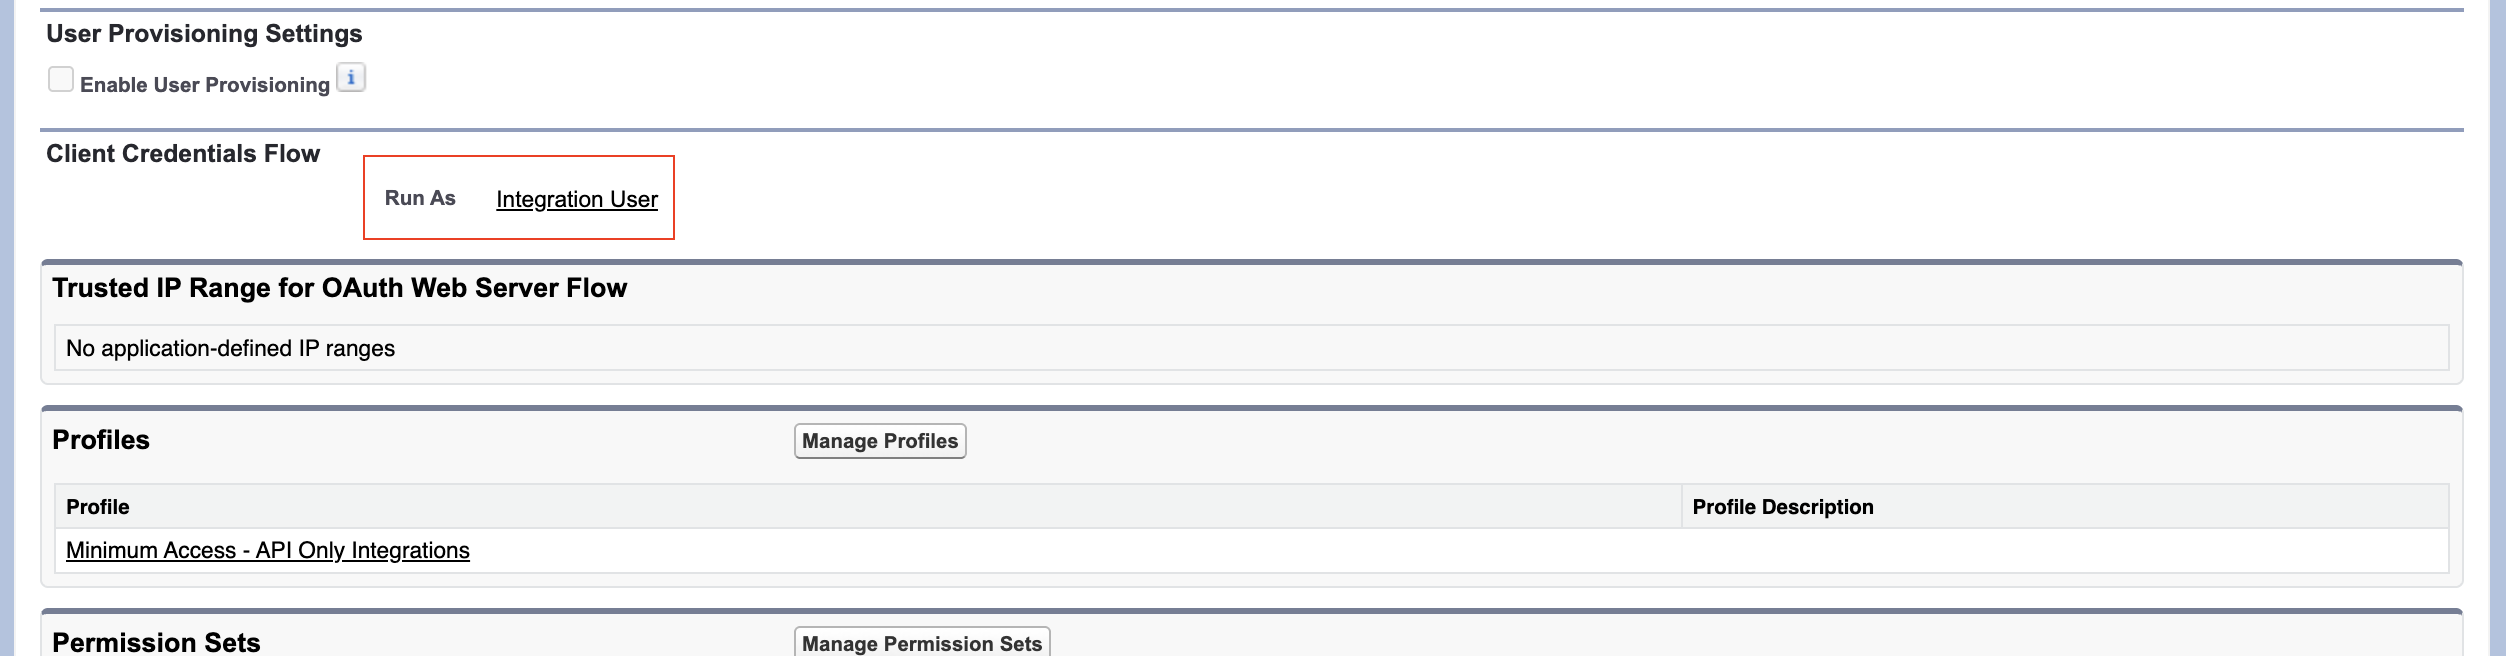 User Provisioning Settings
Enable User Provisioning i
Client Credentials Flow
Run As Integration User
Trusted IP Range for OAuth Web Server Flow
No application-defined IP ranges
Profiles Manage Profiles
Profile Profile Description
Minimum Access - API Only Integrations
Permission Sets Manage Permission Sets